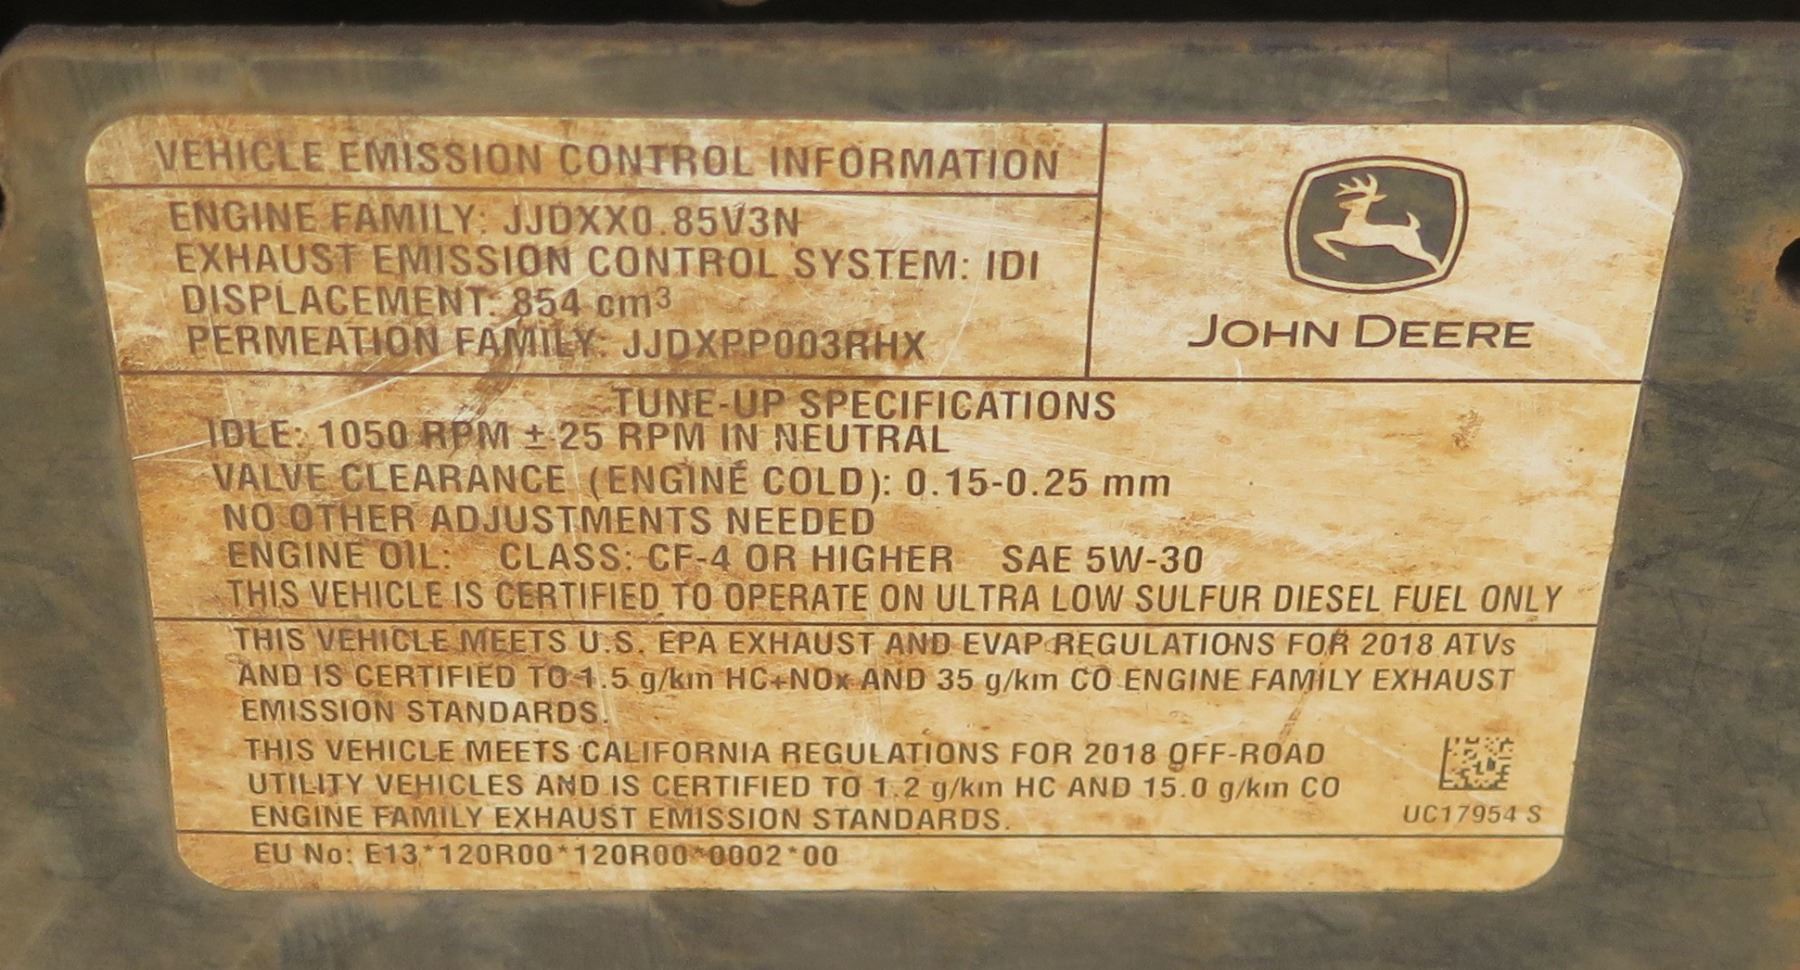 VEHICLE EMISSION CONTROL INFORMATION
ENGINE FAMILY: JJDXX0.85V3N
EXHAUST EMISSION CONTROL SYSTEM: IDI
DISPLACEMENT: 854 cm³
PERMEATION FAMILY: JJDXPP003RHX
JOHN DEERE
TUNE-UP SPECIFICATIONS
IDLE: 1050 RPM ± 25 RPM IN NEUTRAL
VALVE CLEARANCE (ENGINE COLD): 0.15-0.25 mm
NO OTHER ADJUSTMENTS NEEDED
ENGINE OIL: CLASS: CF-4 OR HIGHER SAE 5W-30
THIS VEHICLE IS CERTIFIED TO OPERATE ON ULTRA LOW SULFUR DIESEL FUEL ONLY
THIS VEHICLE MEETS U.S. EPA EXHAUST AND EVAP REGULATIONS FOR 2018 ATVs
AND IS CERTIFIED TO 1.5 g/km HC+NOx AND 35 g/km CO ENGINE FAMILY EXHAUST
EMISSION STANDARDS.
THIS VEHICLE MEETS CALIFORNIA REGULATIONS FOR 2018 OFF-ROAD
UTILITY VEHICLES AND IS CERTIFIED TO 1.2 g/km HC AND 15.0 g/km CO
ENGINE FAMILY EXHAUST EMISSION STANDARDS.
UC17954 S
EU No: E13*120R00*120R00*0002*00